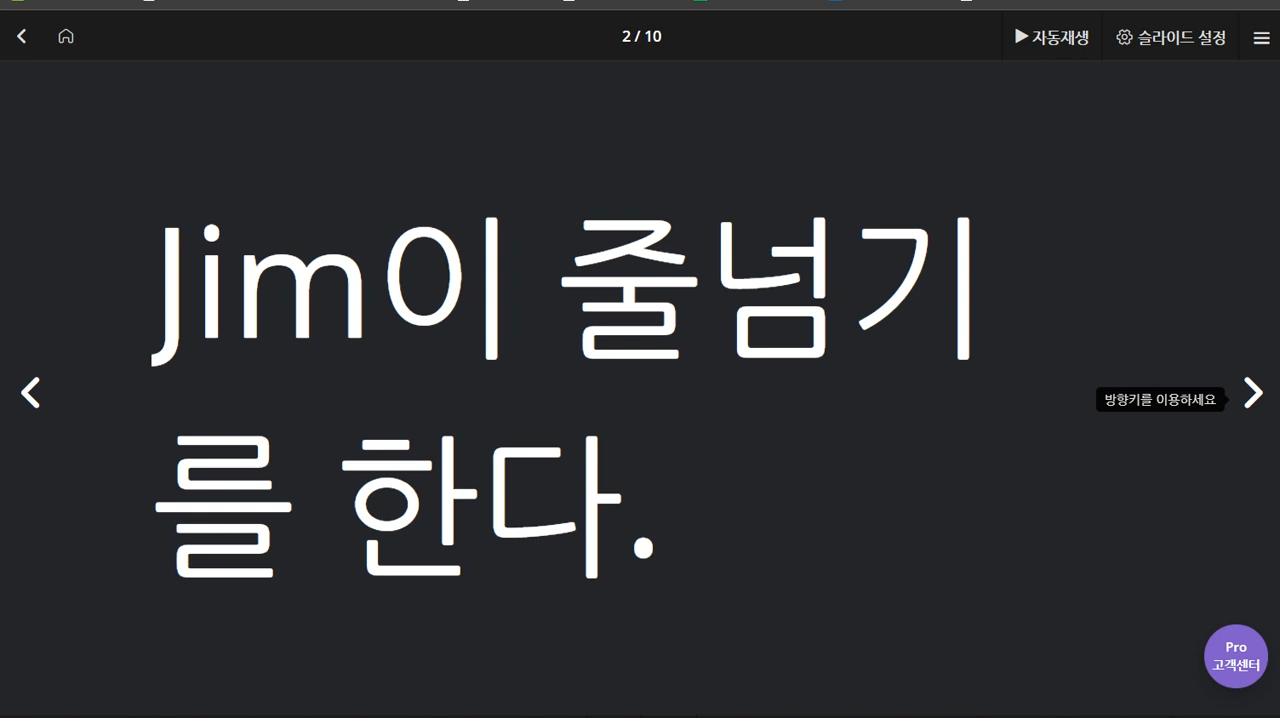 2 / 10
자동재생
슬라이드 설정
Jim이 줄넘기
를 한다.
방향키를 이용하세요
Pro
고객센터